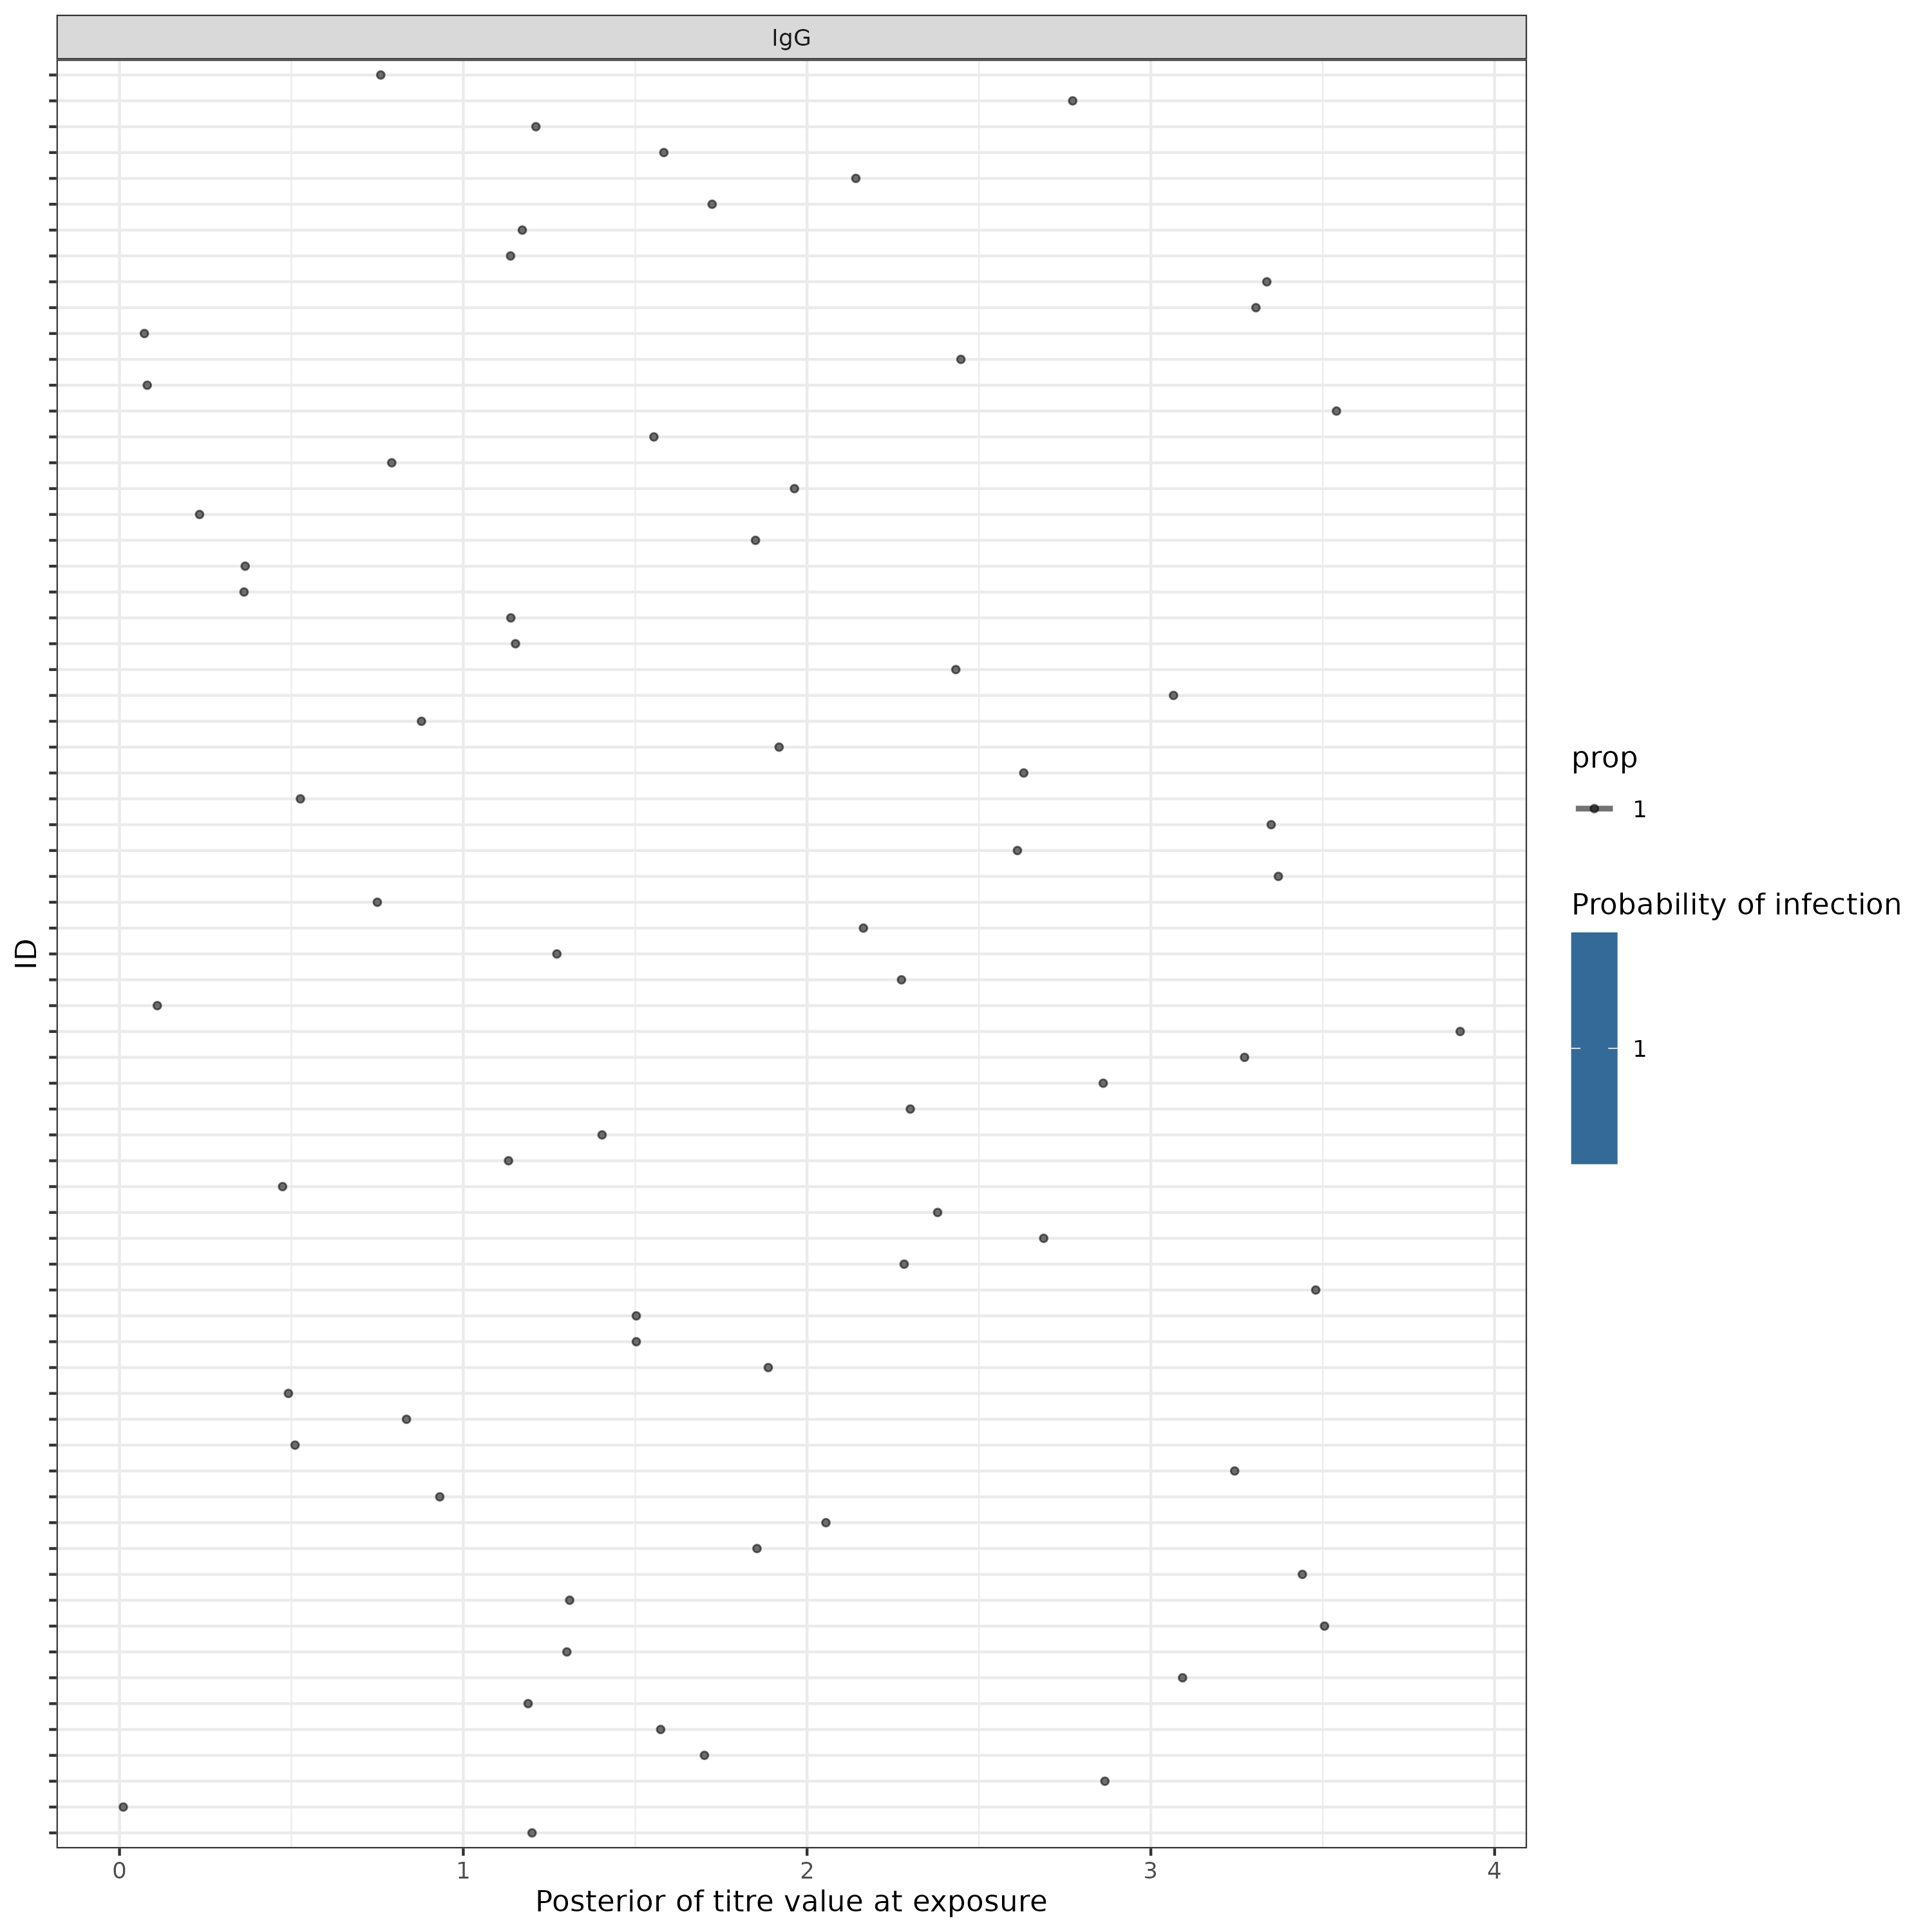 IgG
ID
0 1 2 3 4
Posterior of titre value at exposure
prop
1
Probability of infection
1